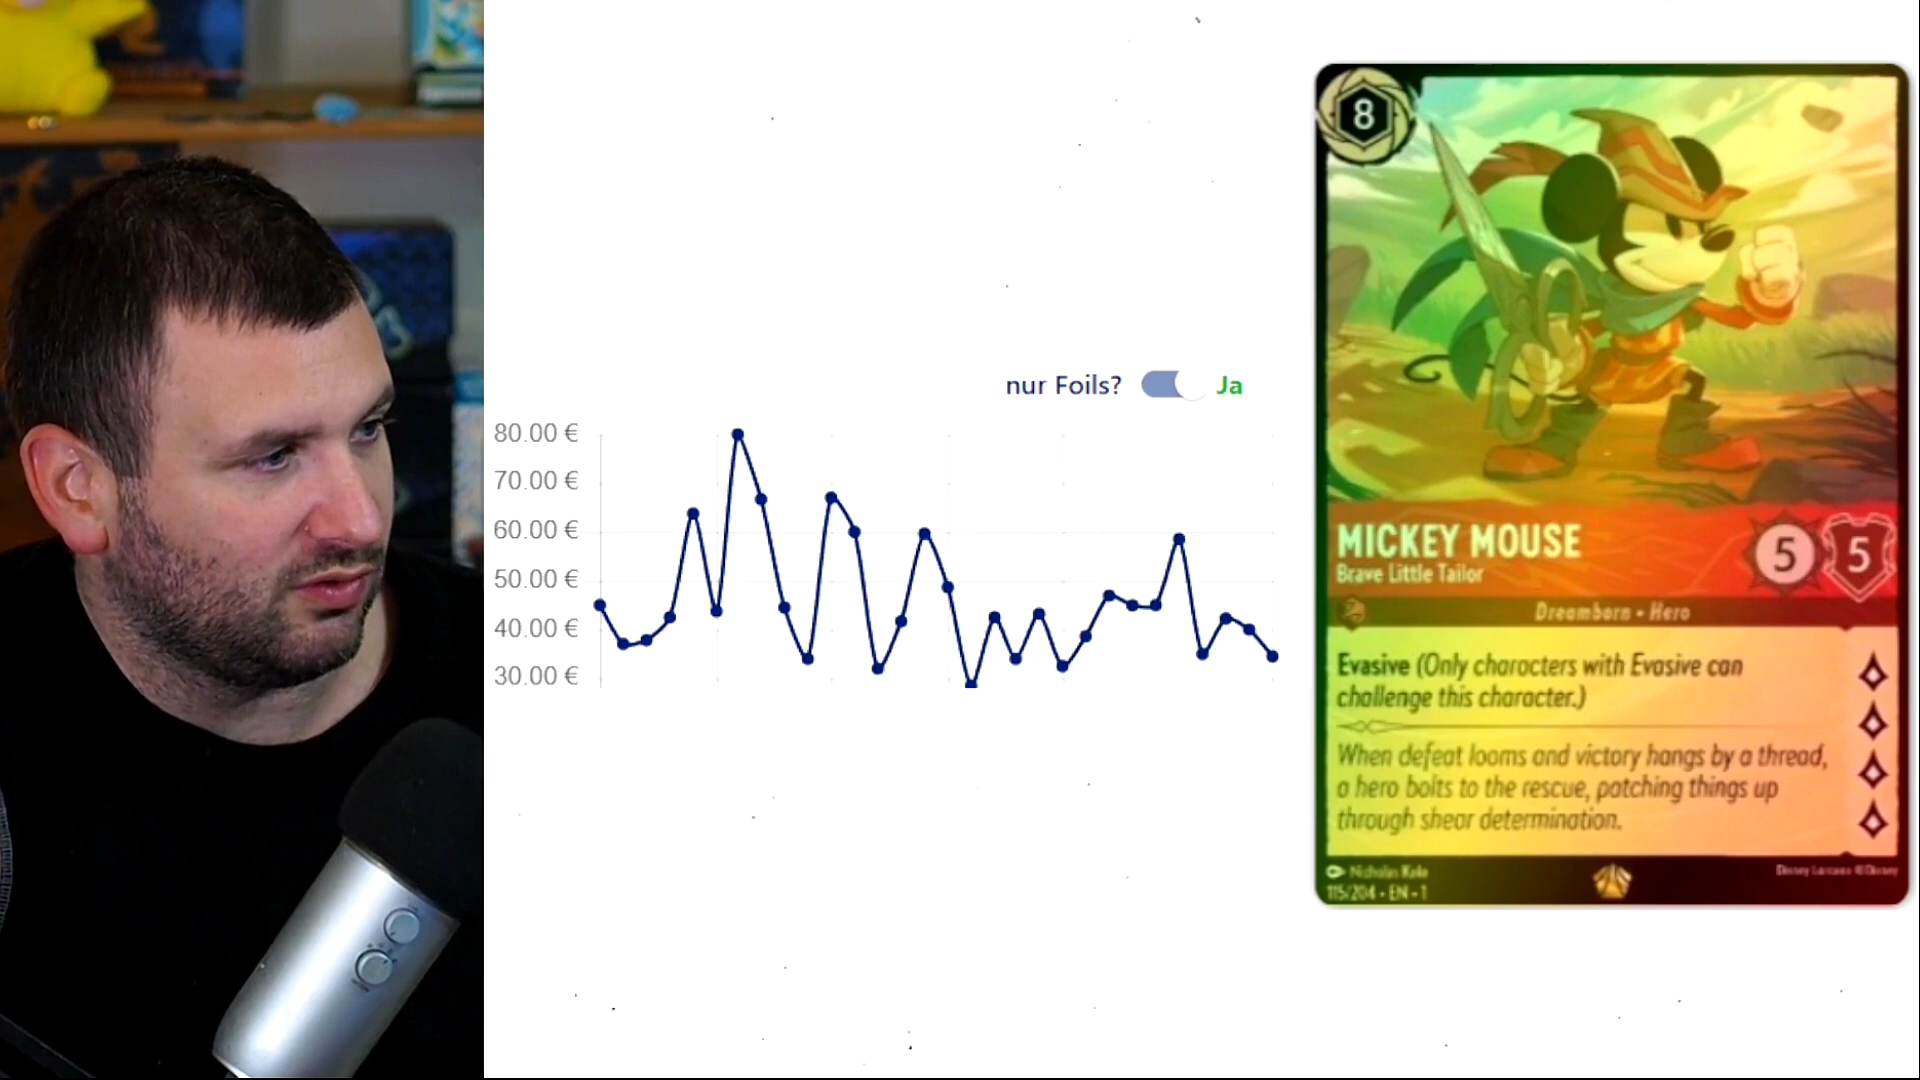 nur Foils? Ja
80.00 €
70.00 €
60.00 €
50.00 €
40.00 €
30.00 €
8
MICKEY MOUSE
Brave Little Tailor
5 5
Dreamborn • Hero
Evasive (Only characters with Evasive can
challenge this character.)
When defeat looms and victory hangs by a thread,
a hero bolts to the rescue, patching things up
through shear determination.
Nicholas Kole
Disney Lorcana ©Disney
115/204 • EN • 1